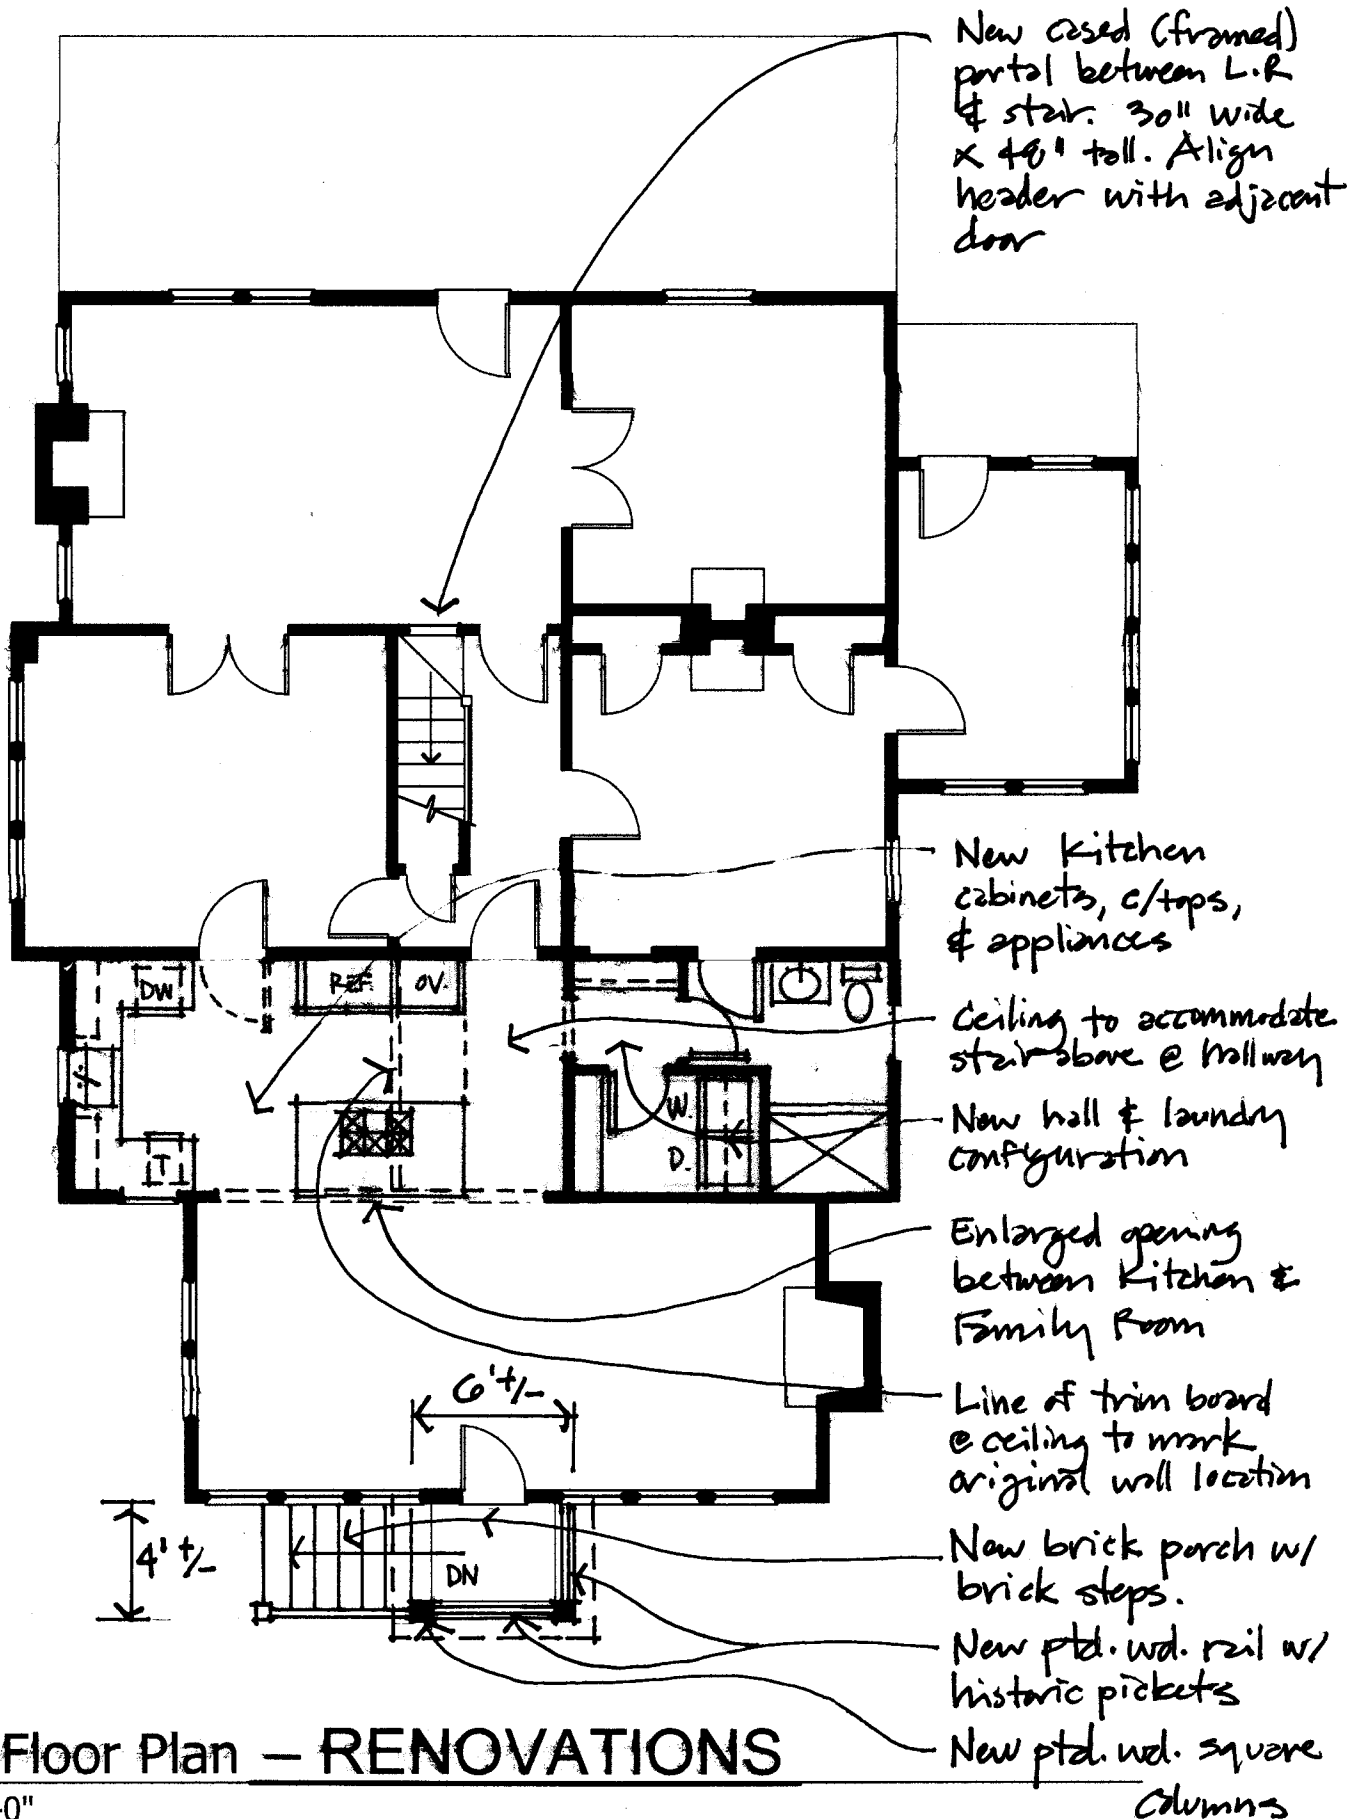 New cased (framed)
portal between L.R
& stair. 30" wide
x 48" tall. Align
header with adjacent
door
New Kitchen
cabinets, c/tops,
& appliances
DW
REF.
OV.
Ceiling to accommodate
stair above @ hallway
W.
D.
T
New hall & laundry
configuration
Enlarged opening
between Kitchen &
Family Room
6' +/-
Line of trim board
@ ceiling to mark
original wall location
4' +/-
DN
New brick porch w/
brick steps.
New ptd. wd. rail w/
historic pickets
New ptd. wd. square
columns
Floor Plan – RENOVATIONS
0"